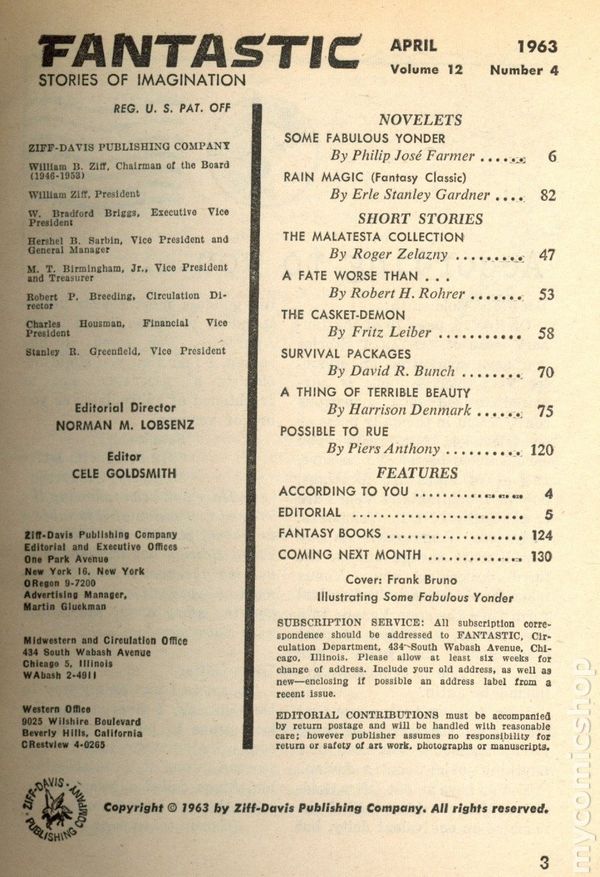 FANTASTIC
STORIES OF IMAGINATION
APRIL 1963
Volume 12 Number 4
REG. U. S. PAT. OFF
ZIFF-DAVIS PUBLISHING COMPANY
William B. Ziff, Chairman of the Board
(1946-1953)
William Ziff, President
W. Bradford Briggs, Executive Vice
President
Hershel B. Sarbin, Vice President and
General Manager
M. T. Birmingham, Jr., Vice President
and Treasurer
Robert P. Breeding, Circulation Di-
rector
Charles Housman, Financial Vice
President
Stanley R. Greenfield, Vice President
Editorial Director
NORMAN M. LOBSENZ
Editor
CELE GOLDSMITH
Ziff-Davis Publishing Company
Editorial and Executive Offices
One Park Avenue
New York 16, New York
ORegon 9-7200
Advertising Manager,
Martin Gluckman
Midwestern and Circulation Office
434 South Wabash Avenue
Chicago 5, Illinois
WAbash 2-4911
Western Office
9025 Wilshire Boulevard
Beverly Hills, California
CRestview 4-0265
NOVELETS
SOME FABULOUS YONDER
By Philip José Farmer ...... 6
RAIN MAGIC (Fantasy Classic)
By Erle Stanley Gardner .... 82
SHORT STORIES
THE MALATESTA COLLECTION
By Roger Zelazny ......... 47
A FATE WORSE THAN . . .
By Robert H. Rohrer ....... 53
THE CASKET-DEMON
By Fritz Leiber ........... 58
SURVIVAL PACKAGES
By David R. Bunch ........ 70
A THING OF TERRIBLE BEAUTY
By Harrison Denmark ...... 75
POSSIBLE TO RUE
By Piers Anthony .......... 120
FEATURES
ACCORDING TO YOU ................ 4
EDITORIAL ......................... 5
FANTASY BOOKS .................... 124
COMING NEXT MONTH .............. 130
Cover: Frank Bruno
Illustrating Some Fabulous Yonder
SUBSCRIPTION SERVICE: All subscription corre-
spondence should be addressed to FANTASTIC, Cir-
culation Department, 434 South Wabash Avenue, Chi-
cago, Illinois. Please allow at least six weeks for
change of address. Include your old address, as well as
new—enclosing if possible an address label from a
recent issue.
EDITORIAL CONTRIBUTIONS must be accompanied
by return postage and will be handled with reasonable
care; however publisher assumes no responsibility for
return or safety of art work, photographs or manuscripts.
ZIFF-DAVIS PUBLISHING COMPANY
Copyright © 1963 by Ziff-Davis Publishing Company. All rights reserved.
3
mycomicshop